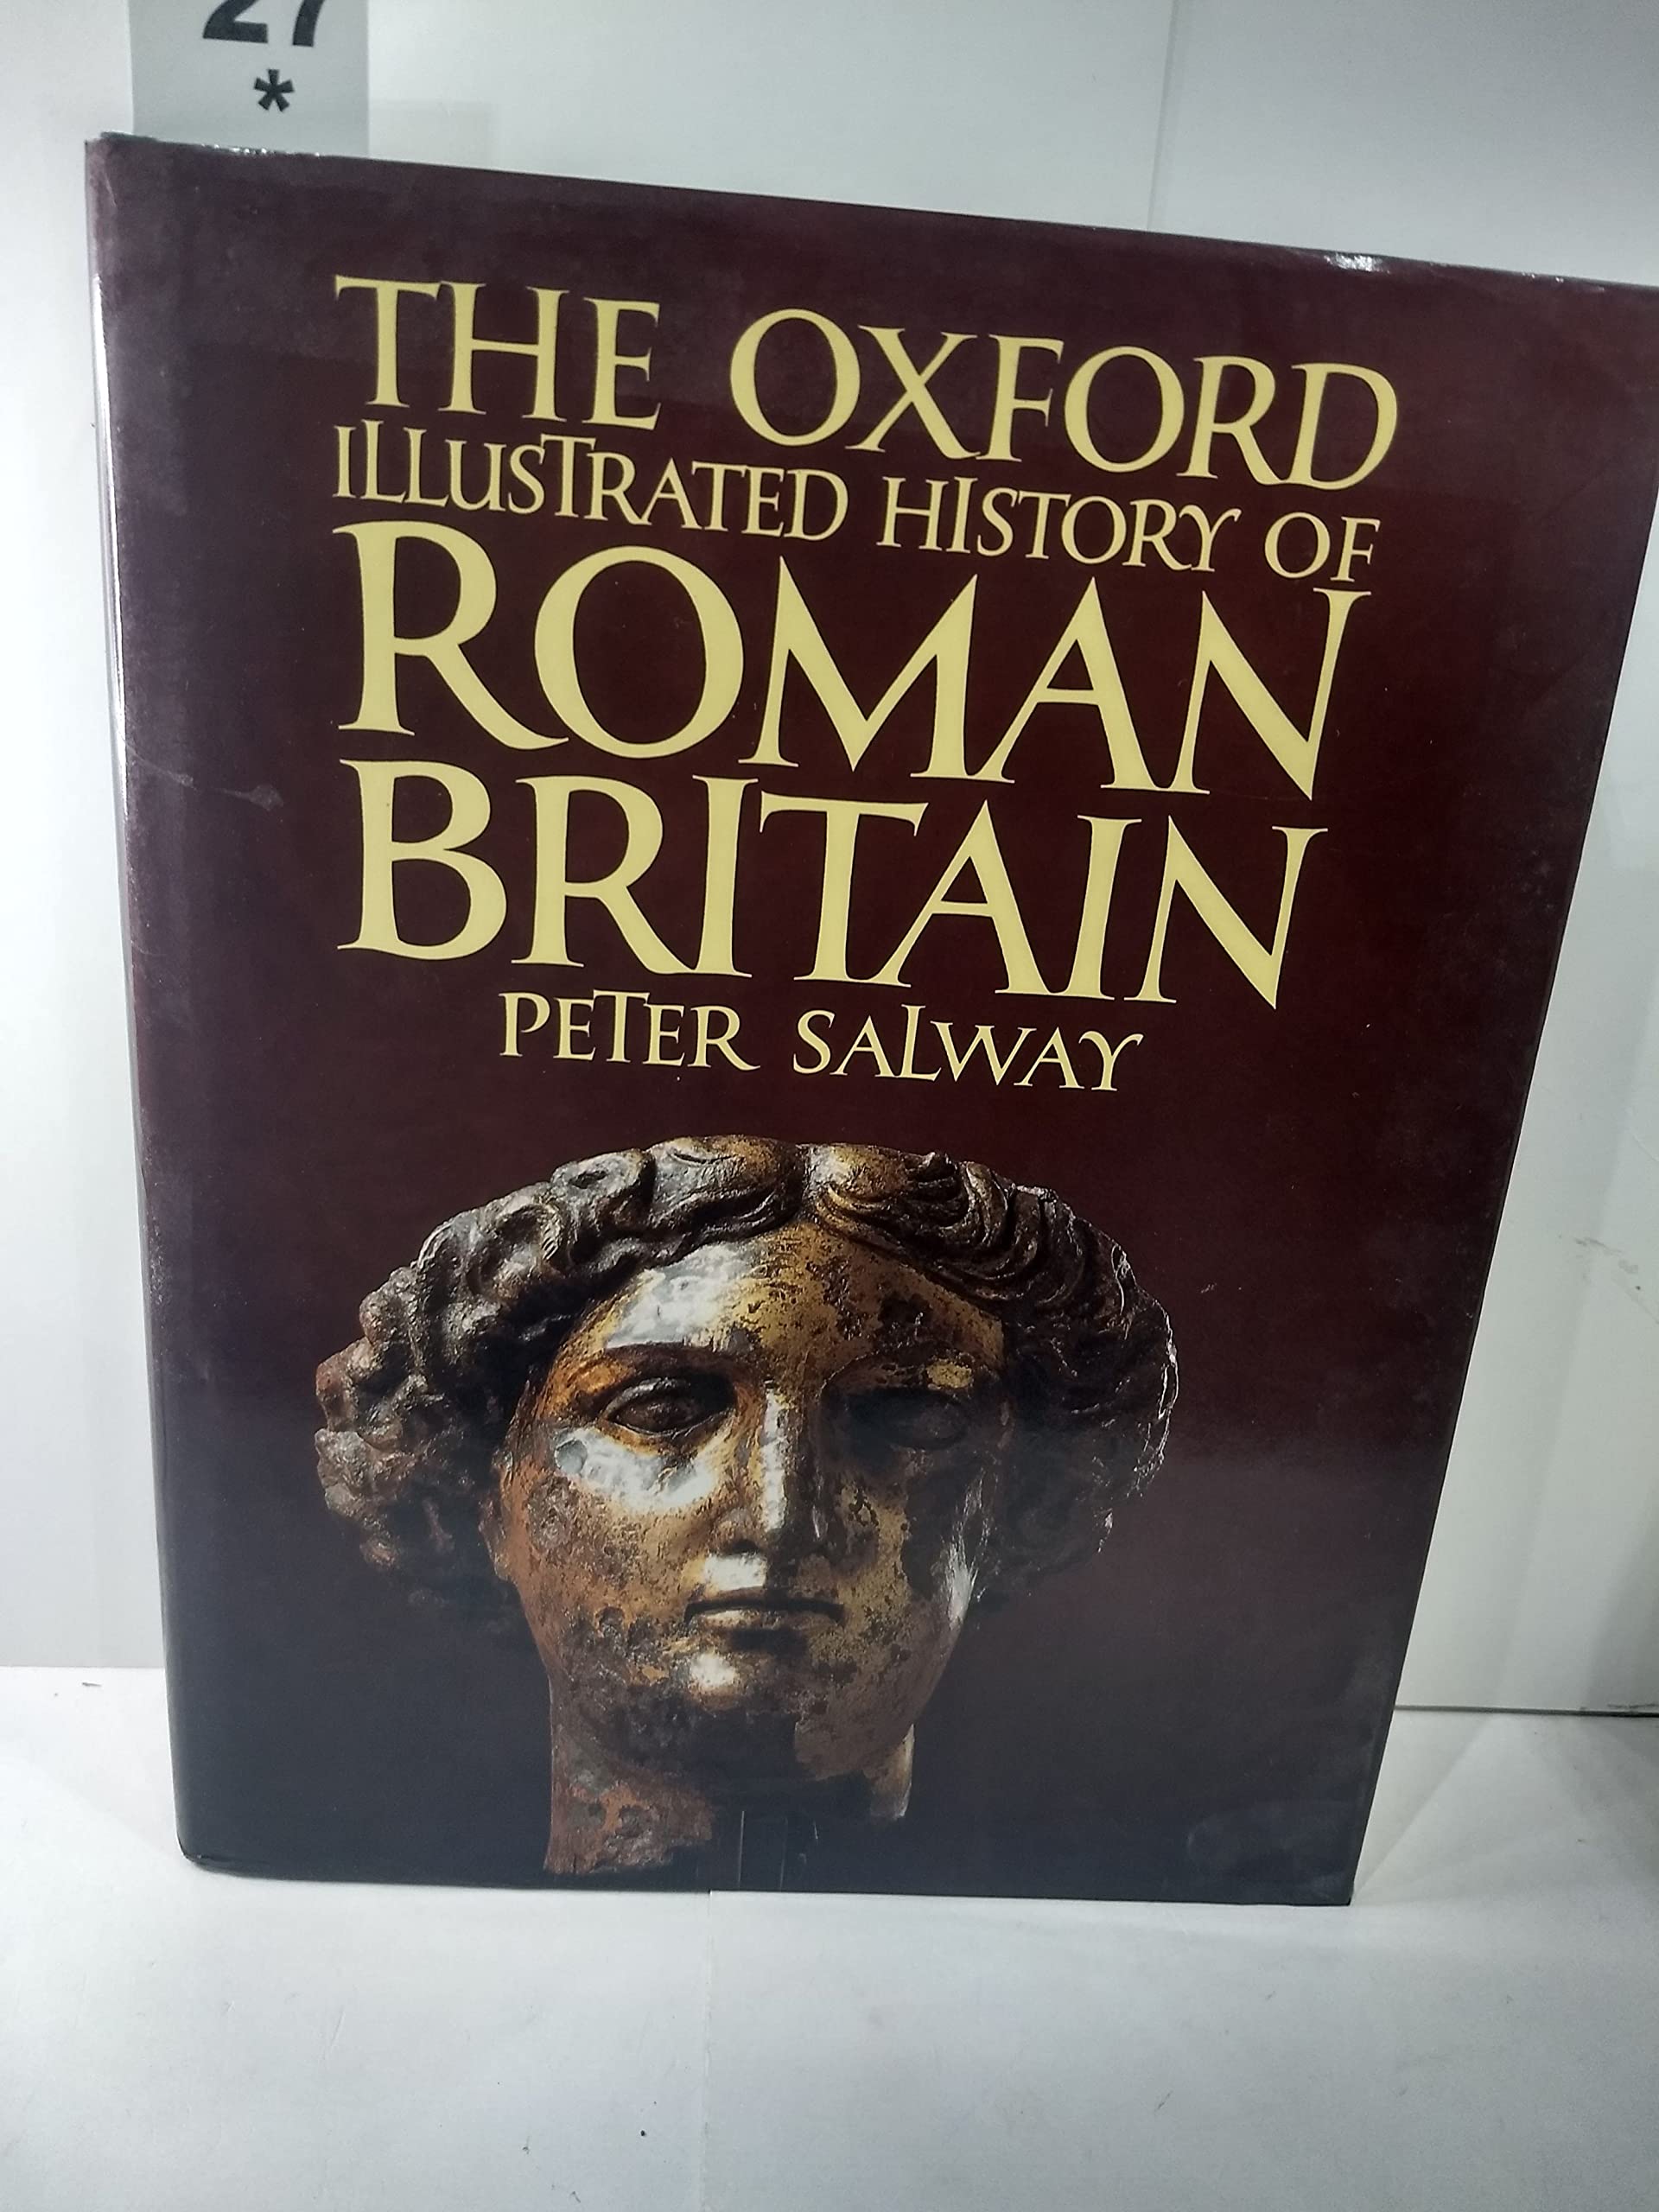 27
*
THE OXFORD
ILLUSTRATED HISTORY OF
ROMAN
BRITAIN
PETER SALWAY